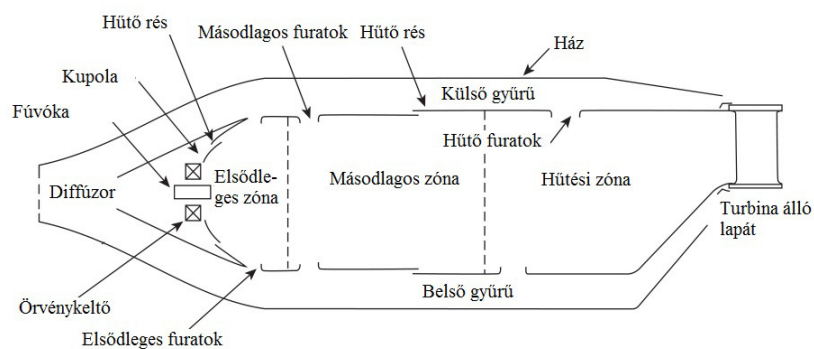 Hűtő rés
Másodlagos furatok
Hűtő rés
Ház
Kupola
Külső gyűrű
Fúvóka
Hűtő furatok
Elsődle-
ges zóna
Másodlagos zóna
Hűtési zóna
Diffúzor
Turbina álló
lapát
Belső gyűrű
Örvénykeltő
Elsődleges furatok